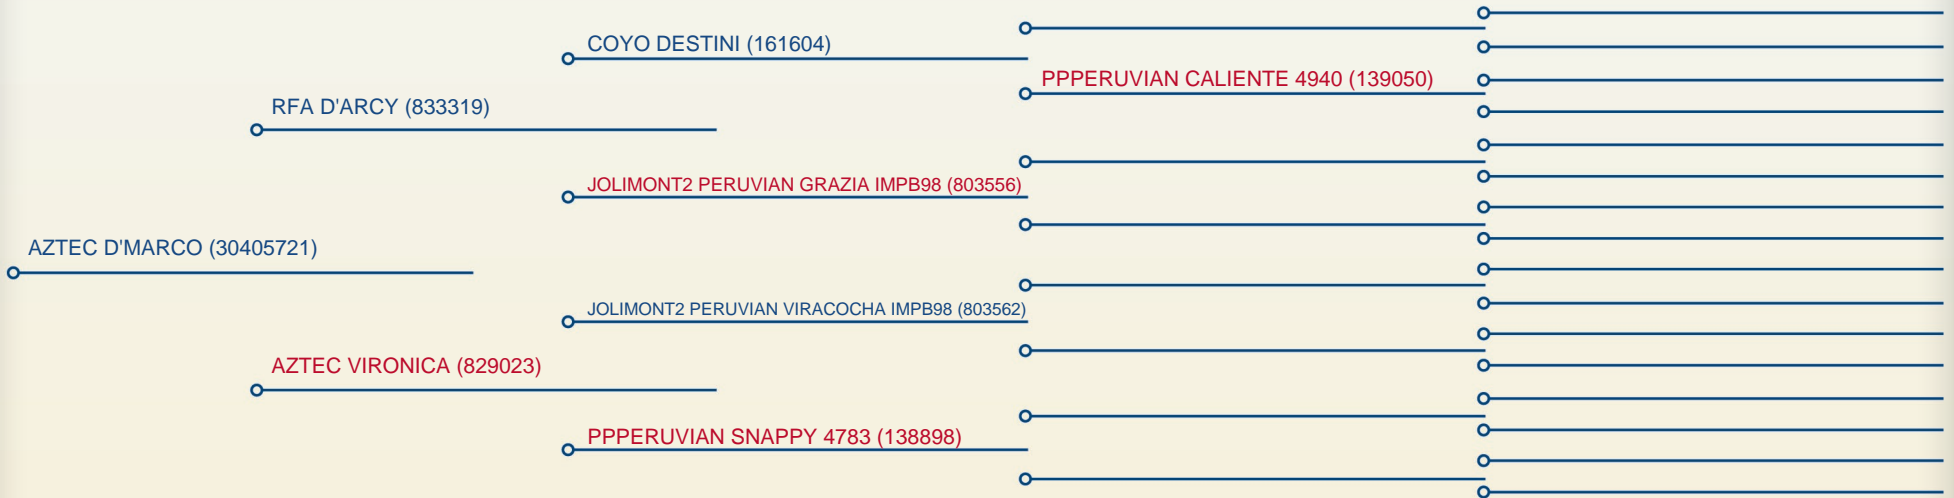 COYO DESTINI (161604)
PPPERUVIAN CALIENTE 4940 (139050)
RFA D'ARCY (833319)
JOLIMONT2 PERUVIAN GRAZIA IMPB98 (803556)
AZTEC D'MARCO (30405721)
JOLIMONT2 PERUVIAN VIRACOCHA IMPB98 (803562)
AZTEC VIRONICA (829023)
PPPERUVIAN SNAPPY 4783 (138898)